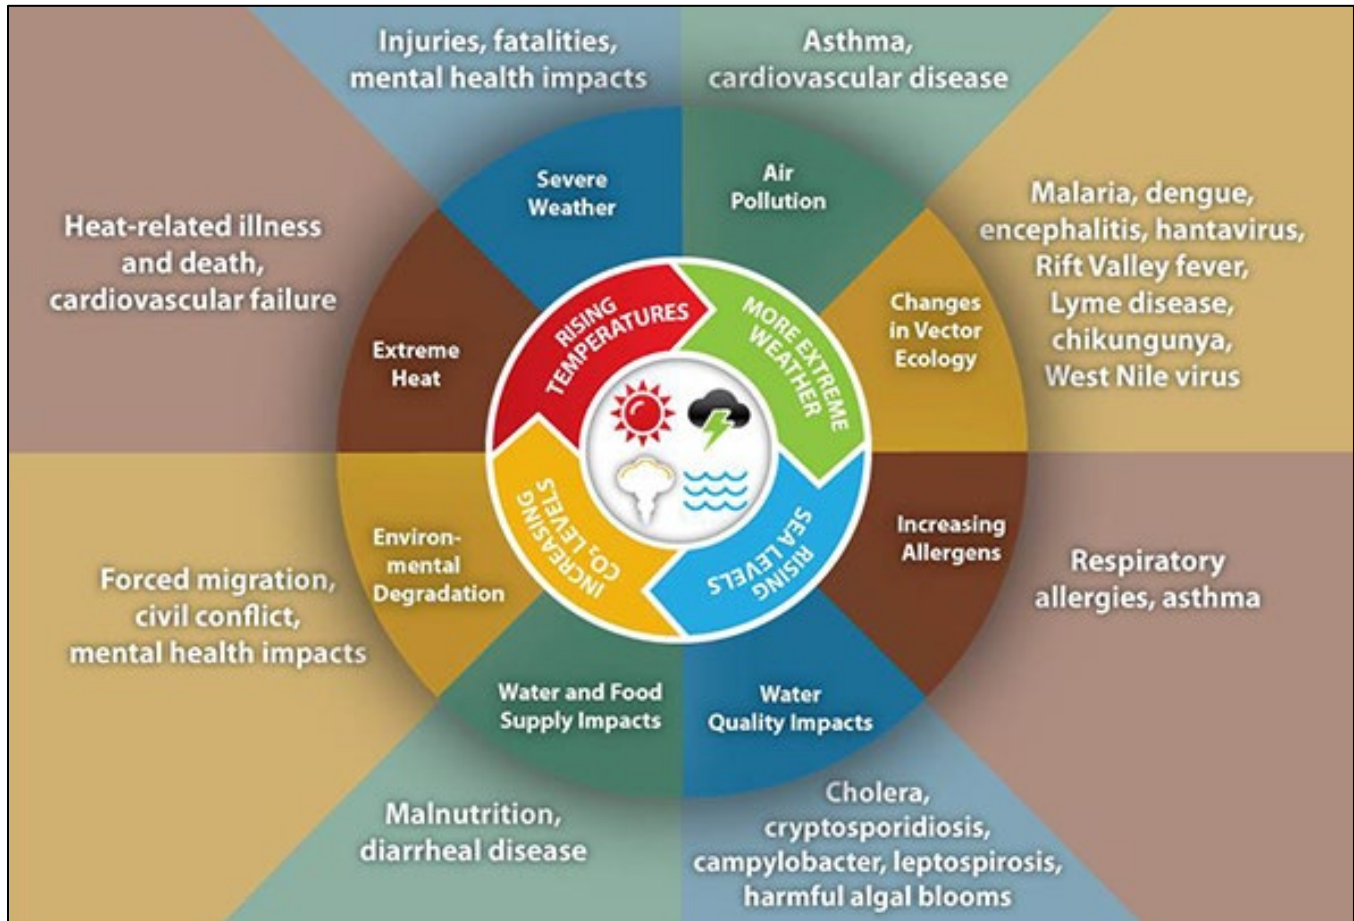 Injuries, fatalities,
mental health impacts
Asthma,
cardiovascular disease
Severe
Weather
Air
Pollution
Malaria, dengue,
encephalitis, hantavirus,
Rift Valley fever,
Lyme disease,
chikungunya,
West Nile virus
Heat-related illness
and death,
cardiovascular failure
Extreme
Heat
Changes
in Vector
Ecology
RISING
TEMPERATURES
MORE EXTREME
WEATHER
INCREASING
CO₂ LEVELS
RISING
SEA LEVELS
Environ-
mental
Degradation
Increasing
Allergens
Forced migration,
civil conflict,
mental health impacts
Respiratory
allergies, asthma
Water and Food
Supply Impacts
Water
Quality Impacts
Malnutrition,
diarrheal disease
Cholera,
cryptosporidiosis,
campylobacter, leptospirosis,
harmful algal blooms